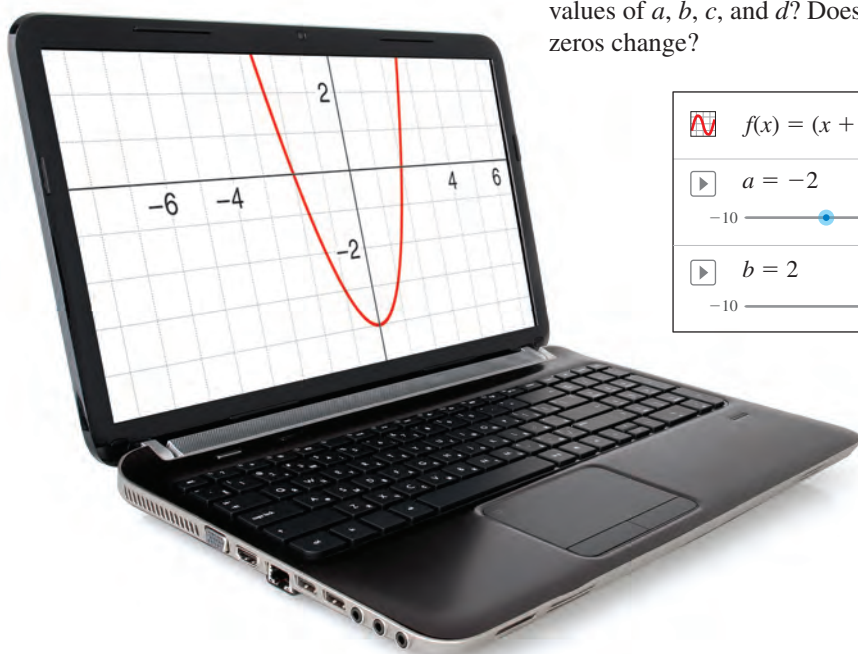 values of a, b, c, and d? Does
zeros change?
f(x) = (x +
a = −2
−10
b = 2
−10
2
−6
−4
4
6
−2